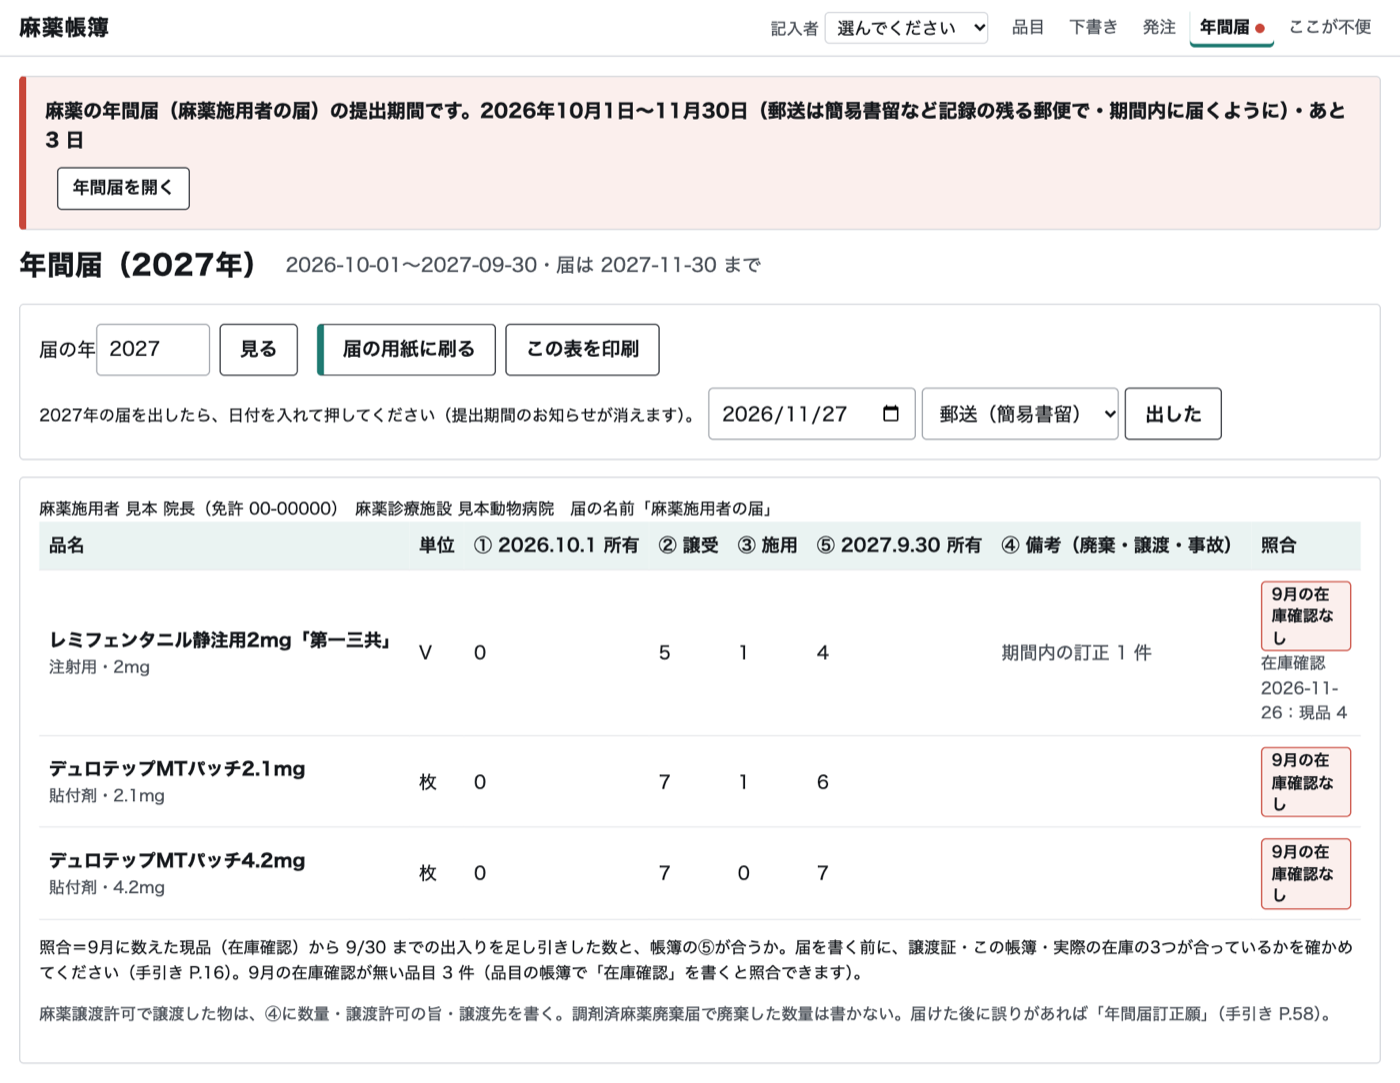 麻薬帳簿
記入者 選んでください 品目 下書き 発注 年間届 ここが不便
麻薬の年間届（麻薬施用者の届）の提出期間です。2026年10月1日〜11月30日（郵送は簡易書留など記録の残る郵便で・期間内に届くように）・あと
3 日
年間届を開く
年間届（2027年） 2026-10-01〜2027-09-30・届は 2027-11-30 まで
届の年 2027 見る 届の用紙に刷る この表を印刷
2027年の届を出したら、日付を入れて押してください（提出期間のお知らせが消えます）。 2026/11/27 郵送（簡易書留） 出した
麻薬施用者 見本 院長（免許 00-00000） 麻薬診療施設 見本動物病院 届の名前「麻薬施用者の届」
品名 単位 ① 2026.10.1 所有 ② 譲受 ③ 施用 ⑤ 2027.9.30 所有 ④ 備考（廃棄・譲渡・事故） 照合
レミフェンタニル静注用2mg「第一三共」
注射用・2mg
V 0 5 1 4 期間内の訂正 1 件
9月の在
庫確認な
し
在庫確認
2026-11-
26：現品 4
デュロテップMTパッチ2.1mg
貼付剤・2.1mg
枚 0 7 1 6
9月の在
庫確認な
し
デュロテップMTパッチ4.2mg
貼付剤・4.2mg
枚 0 7 0 7
9月の在
庫確認な
し
照合＝9月に数えた現品（在庫確認）から 9/30 までの出入りを足し引きした数と、帳簿の⑤が合うか。届を書く前に、譲渡証・この帳簿・実際の在庫の3つが合っているかを確かめ
てください（手引き P.16）。9月の在庫確認が無い品目 3 件（品目の帳簿で「在庫確認」を書くと照合できます）。
麻薬譲渡許可で譲渡した物は、④に数量・譲渡許可の旨・譲渡先を書く。調剤済麻薬廃棄届で廃棄した数量は書かない。届けた後に誤りがあれば「年間届訂正願」（手引き P.58）。